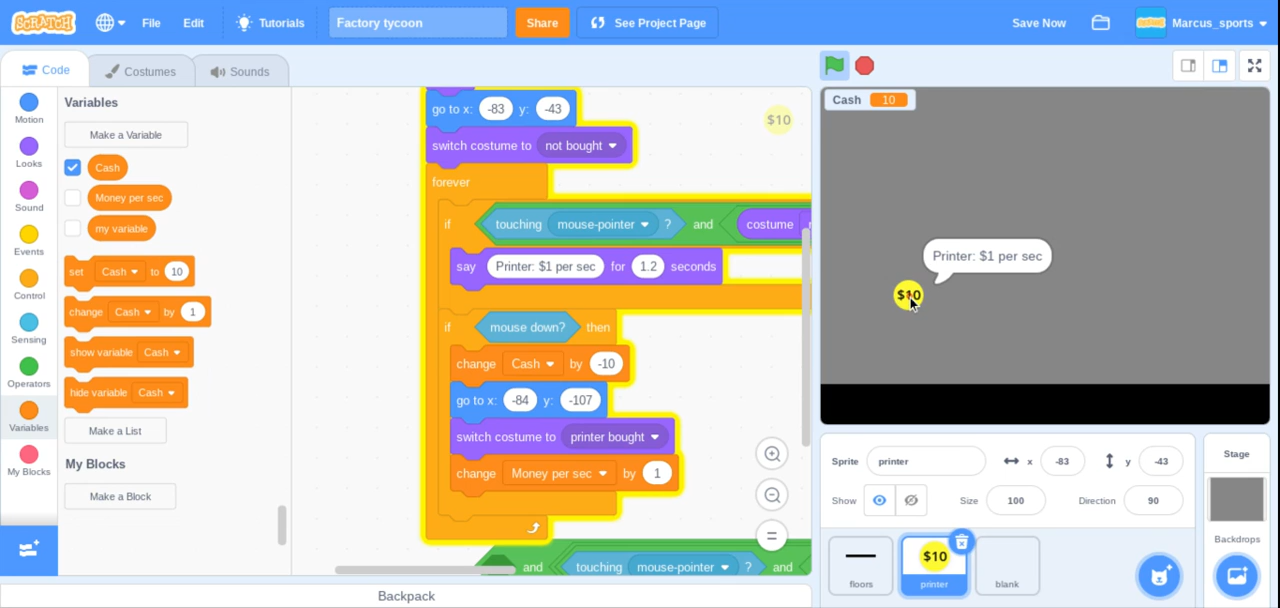 SCRATCH
File
Edit
Tutorials
Factory tycoon
Share
See Project Page
Save Now
Marcus_sports
Code
Costumes
Sounds
Motion
Looks
Sound
Events
Control
Sensing
Operators
Variables
My Blocks
Variables
Make a Variable
Cash
Money per sec
my variable
set Cash to 10
change Cash by 1
show variable Cash
hide variable Cash
Make a List
My Blocks
Make a Block
go to x: -83 y: -43
switch costume to not bought
forever
if touching mouse-pointer ? and costume
say Printer: $1 per sec for 1.2 seconds
if mouse down? then
change Cash by -10
go to x: -84 y: -107
switch costume to printer bought
change Money per sec by 1
and touching mouse-pointer ? and
$10
Backpack
Cash 10
Printer: $1 per sec
$10
Sprite printer x -83 y -43
Show Size 100 Direction 90
floors
$10
printer
blank
Stage
Backdrops